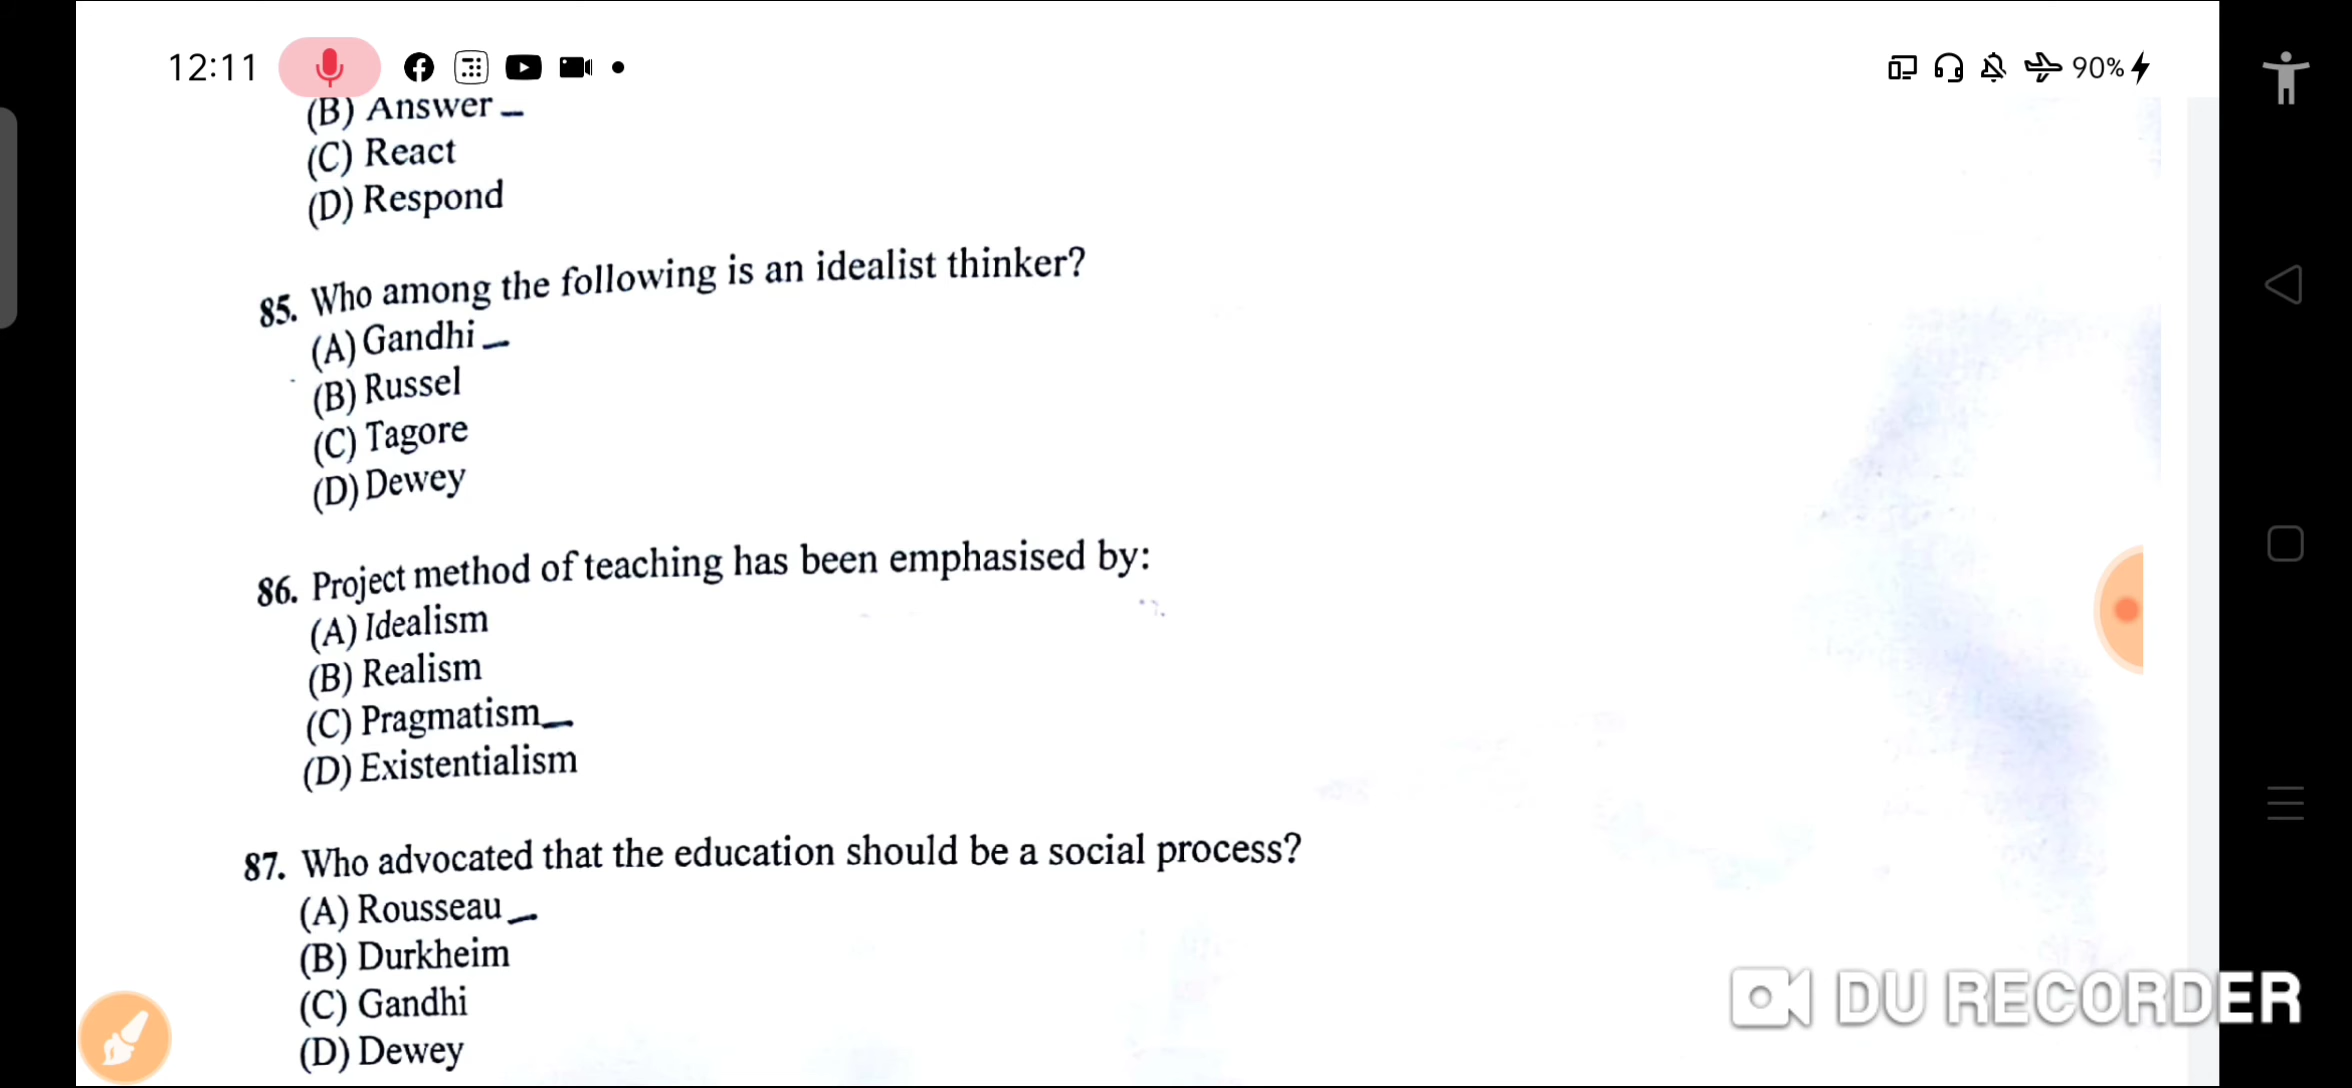 12:11
90%
(B) Answer
(C) React
(D) Respond
85. Who among the following is an idealist thinker?
(A) Gandhi
(B) Russel
(C) Tagore
(D) Dewey
86. Project method of teaching has been emphasised by:
(A) Idealism
(B) Realism
(C) Pragmatism
(D) Existentialism
87. Who advocated that the education should be a social process?
(A) Rousseau
(B) Durkheim
(C) Gandhi
(D) Dewey
DU RECORDER